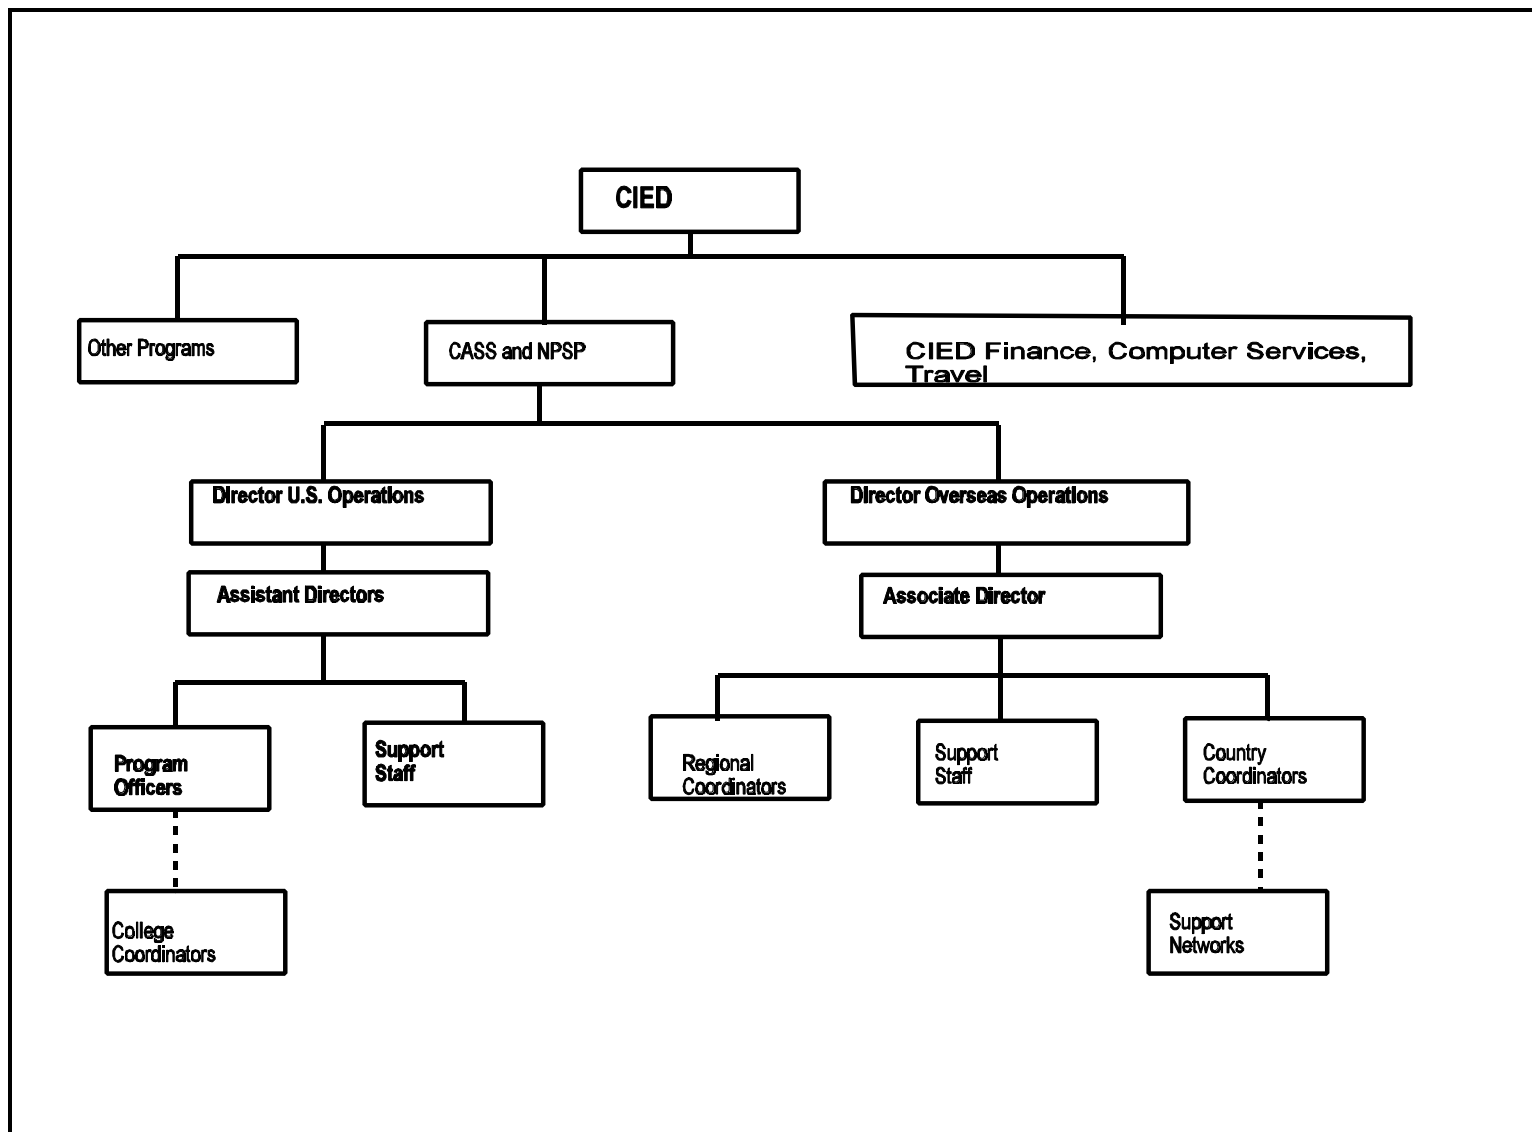 CIED
Other Programs
CASS and NPSP
CIED Finance, Computer Services,
Travel
Director U.S. Operations
Director Overseas Operations
Assistant Directors
Associate Director
Program
Officers
Support
Staff
Regional
Coordinators
Support
Staff
Country
Coordinators
College
Coordinators
Support
Networks